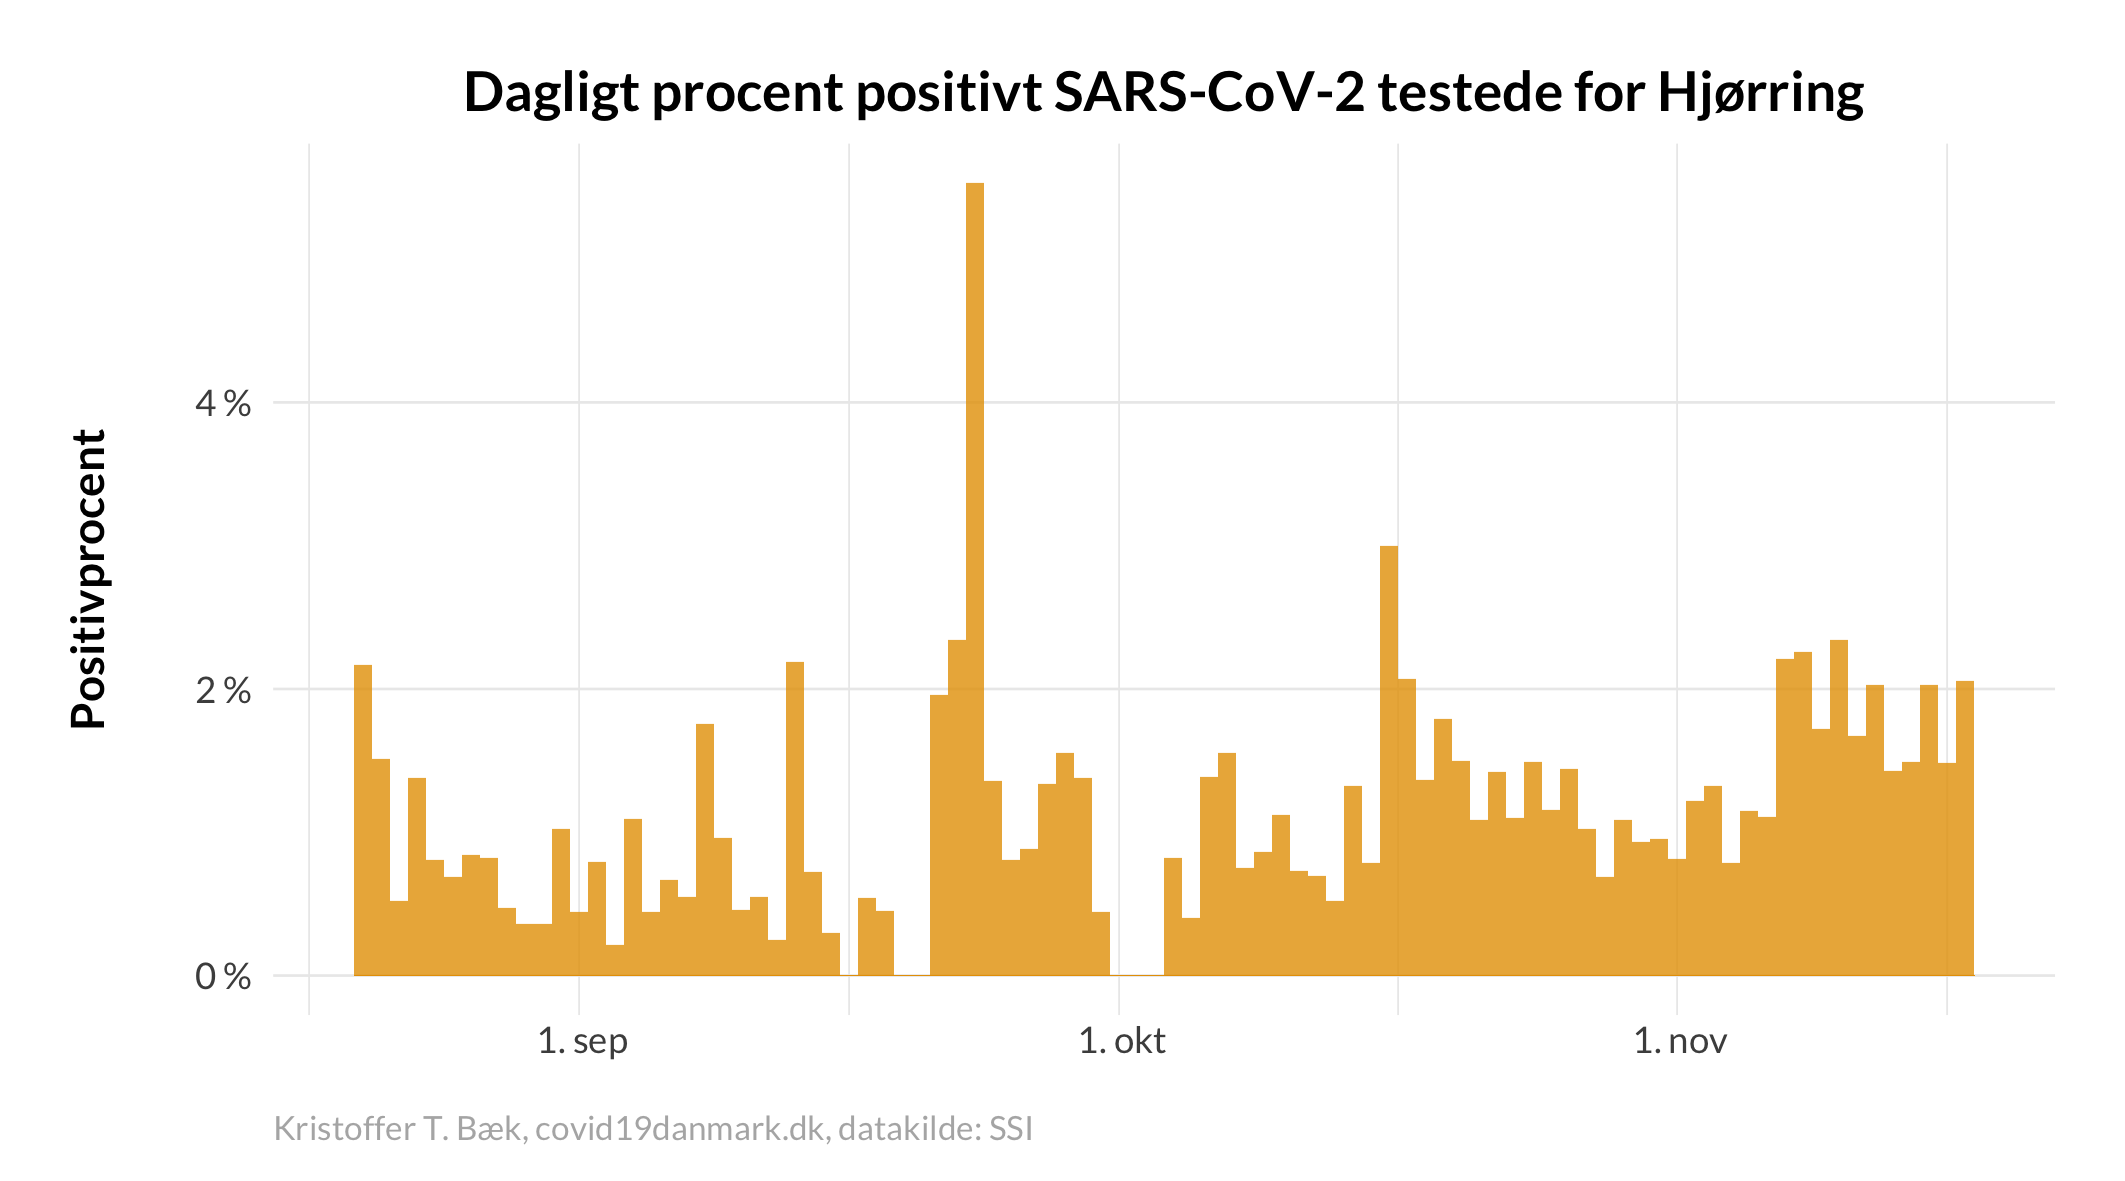 Dagligt procent positivt SARS-CoV-2 testede for Hjørring
Positivprocent
4 %
2 %
0 %
1. sep
1. okt
1. nov
Kristoffer T. Bæk, covid19danmark.dk, datakilde: SSI